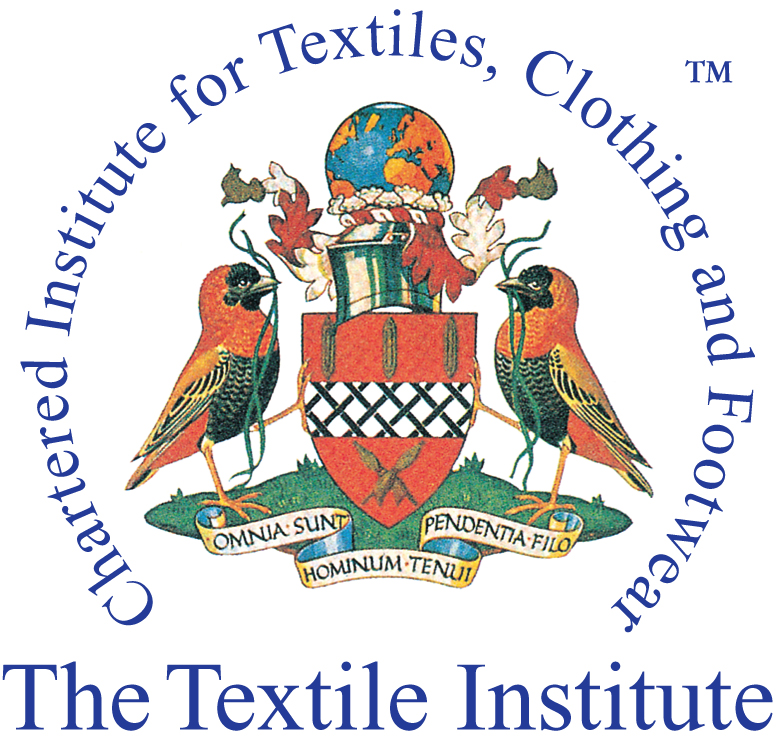 Chartered Institute for Textiles, Clothing and Footwear
TM
OMNIA·SUNT
HOMINUM·TENUI
PENDENTIA·FILO
The Textile Institute